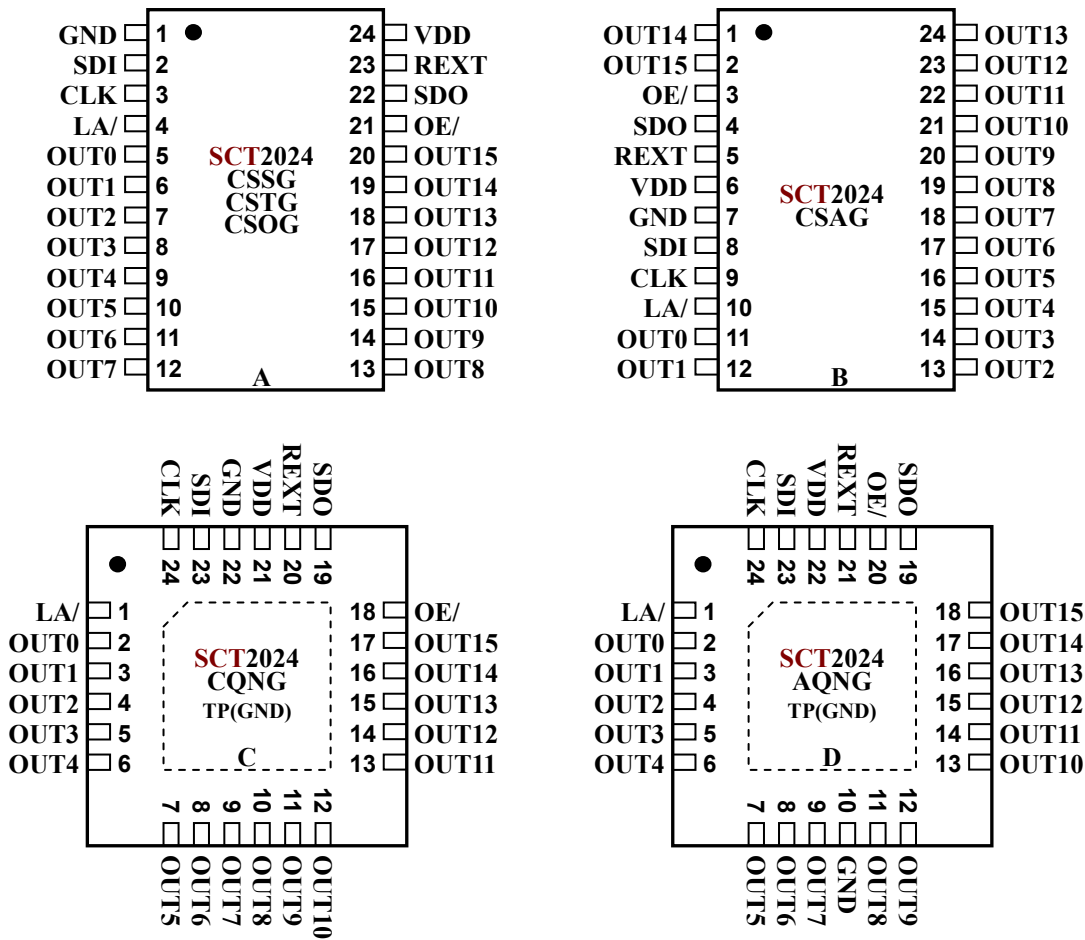 GND 1 24 VDD
SDI 2 23 REXT
CLK 3 22 SDO
LA/ 4 21 OE/
OUT0 5 20 OUT15
OUT1 6 19 OUT14
OUT2 7 18 OUT13
OUT3 8 17 OUT12
OUT4 9 16 OUT11
OUT5 10 15 OUT10
OUT6 11 14 OUT9
OUT7 12 13 OUT8
SCT2024
CSSG
CSTG
CSOG
A
OUT14 1 24 OUT13
OUT15 2 23 OUT12
OE/ 3 22 OUT11
SDO 4 21 OUT10
REXT 5 20 OUT9
VDD 6 19 OUT8
GND 7 18 OUT7
SDI 8 17 OUT6
CLK 9 16 OUT5
LA/ 10 15 OUT4
OUT0 11 14 OUT3
OUT1 12 13 OUT2
SCT2024
CSAG
B
CLK SDI GND VDD REXT SDO
24 23 22 21 20 19
LA/ 1 18 OE/
OUT0 2 17 OUT15
OUT1 3 16 OUT14
OUT2 4 15 OUT13
OUT3 5 14 OUT12
OUT4 6 13 OUT11
SCT2024
CQNG
TP(GND)
C
7 8 9 10 11 12
OUT5 OUT6 OUT7 OUT8 OUT9 OUT10
CLK SDI VDD REXT OE/ SDO
24 23 22 21 20 19
LA/ 1 18 OUT15
OUT0 2 17 OUT14
OUT1 3 16 OUT13
OUT2 4 15 OUT12
OUT3 5 14 OUT11
OUT4 6 13 OUT10
SCT2024
AQNG
TP(GND)
D
7 8 9 10 11 12
OUT5 OUT6 OUT7 GND OUT8 OUT9